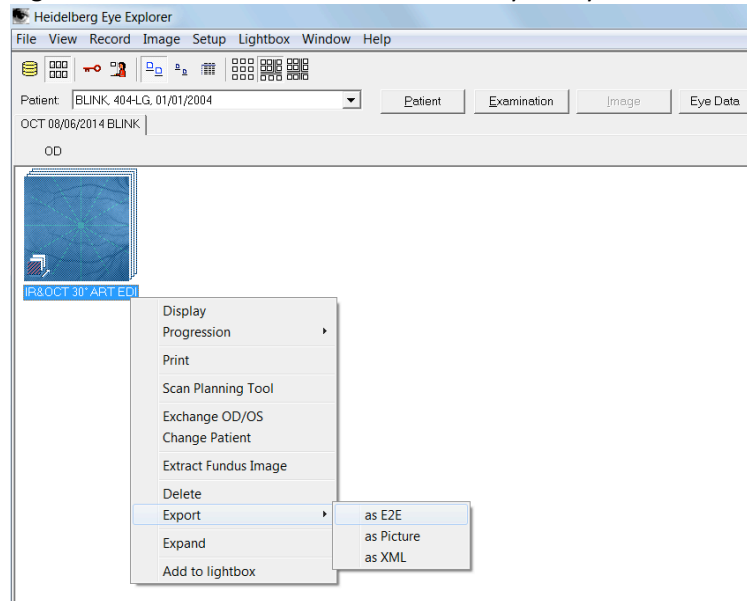 Heidelberg Eye Explorer
File View Record Image Setup Lightbox Window Help
Patient: BLINK, 404-LG, 01/01/2004 Patient Examination Image Eye Data
OCT 08/06/2014 BLINK
OD
IR&OCT 30° ART EDI
Display
Progression
Print
Scan Planning Tool
Exchange OD/OS
Change Patient
Extract Fundus Image
Delete
Export
Expand
Add to lightbox
as E2E
as Picture
as XML